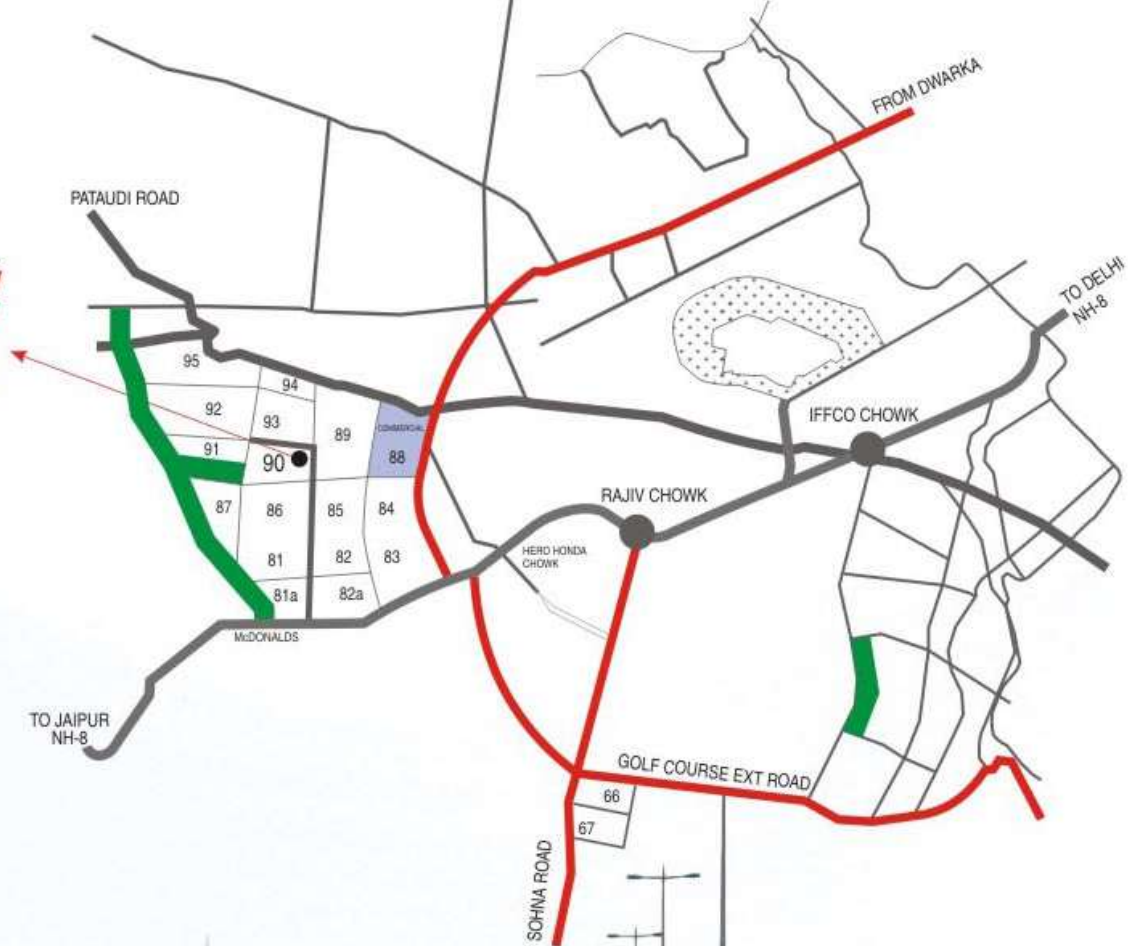 FROM DWARKA
PATAUDI ROAD
TO DELHI
NH-8
95
94
92
93
89
COMMERCIAL
88
91
90
IFFCO CHOWK
RAJIV CHOWK
87
86
85
84
HERO HONDA
CHOWK
81
82
83
81a
82a
McDONALDS
TO JAIPUR
NH-8
GOLF COURSE EXT ROAD
66
67
SOHNA ROAD